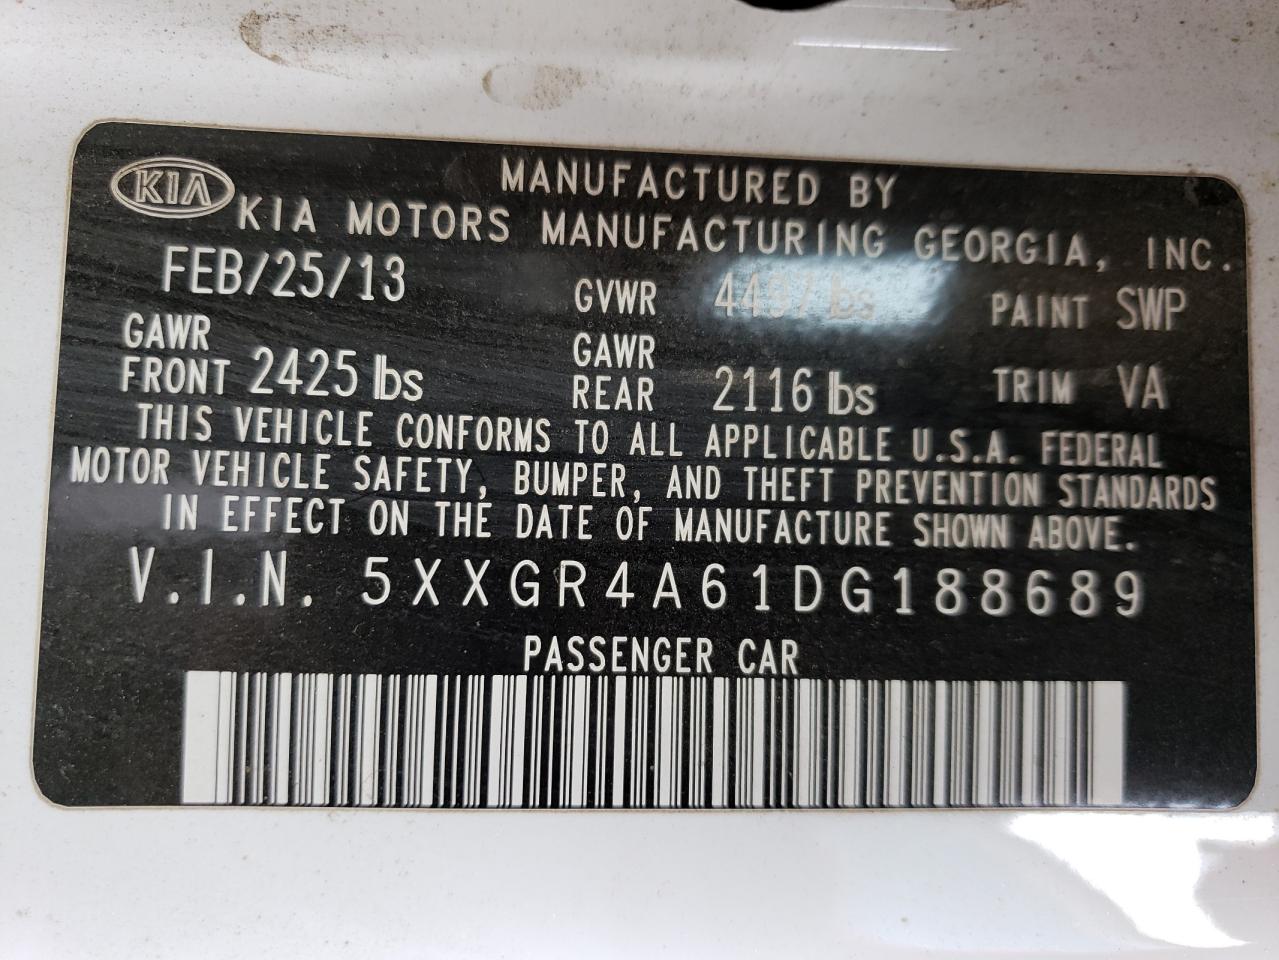 KIA
MANUFACTURED BY
KIA MOTORS MANUFACTURING GEORGIA, INC.
FEB/25/13 GVWR 4497 lbs PAINT SWP
GAWR FRONT 2425 lbs GAWR REAR 2116 lbs TRIM VA
THIS VEHICLE CONFORMS TO ALL APPLICABLE U.S.A. FEDERAL
MOTOR VEHICLE SAFETY, BUMPER, AND THEFT PREVENTION STANDARDS
IN EFFECT ON THE DATE OF MANUFACTURE SHOWN ABOVE.
V.I.N. 5XXGR4A61DG188689
PASSENGER CAR